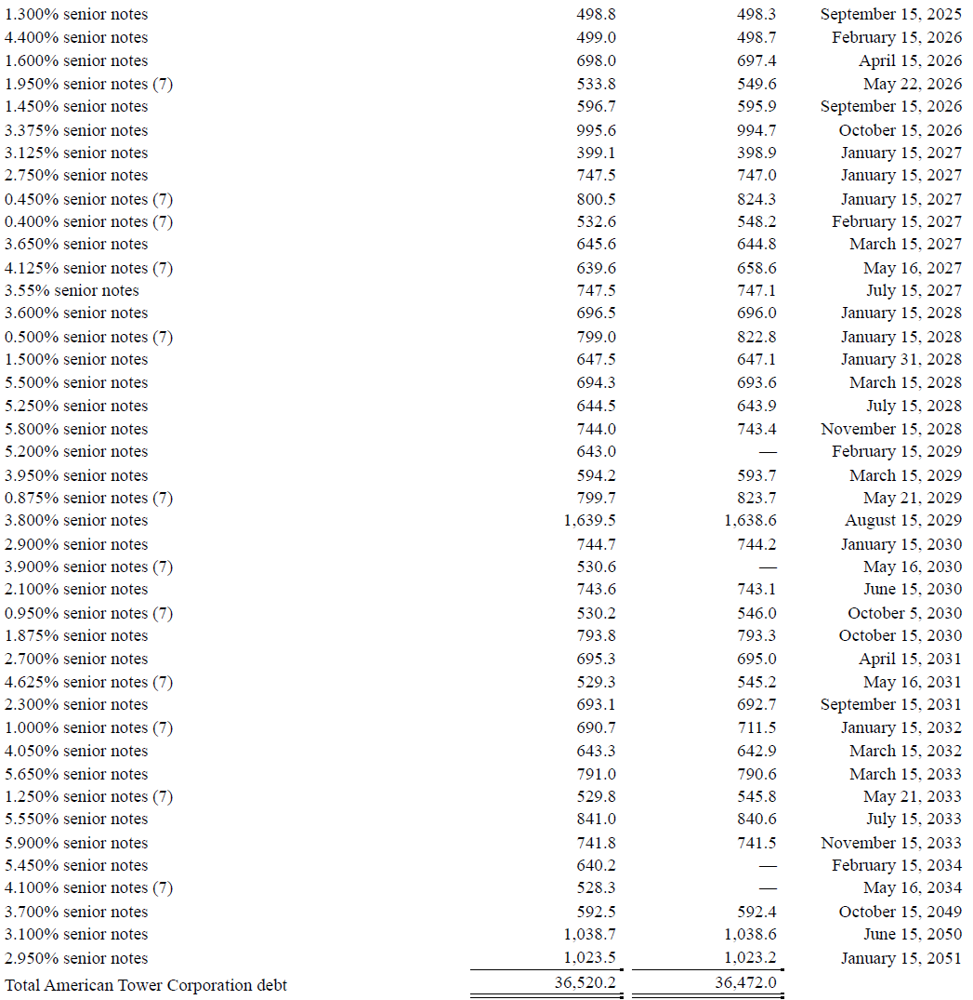 1.300% senior notes 498.8 498.3 September 15, 2025
4.400% senior notes 499.0 498.7 February 15, 2026
1.600% senior notes 698.0 697.4 April 15, 2026
1.950% senior notes (7) 533.8 549.6 May 22, 2026
1.450% senior notes 596.7 595.9 September 15, 2026
3.375% senior notes 995.6 994.7 October 15, 2026
3.125% senior notes 399.1 398.9 January 15, 2027
2.750% senior notes 747.5 747.0 January 15, 2027
0.450% senior notes (7) 800.5 824.3 January 15, 2027
0.400% senior notes (7) 532.6 548.2 February 15, 2027
3.650% senior notes 645.6 644.8 March 15, 2027
4.125% senior notes (7) 639.6 658.6 May 16, 2027
3.55% senior notes 747.5 747.1 July 15, 2027
3.600% senior notes 696.5 696.0 January 15, 2028
0.500% senior notes (7) 799.0 822.8 January 15, 2028
1.500% senior notes 647.5 647.1 January 31, 2028
5.500% senior notes 694.3 693.6 March 15, 2028
5.250% senior notes 644.5 643.9 July 15, 2028
5.800% senior notes 744.0 743.4 November 15, 2028
5.200% senior notes 643.0 — February 15, 2029
3.950% senior notes 594.2 593.7 March 15, 2029
0.875% senior notes (7) 799.7 823.7 May 21, 2029
3.800% senior notes 1,639.5 1,638.6 August 15, 2029
2.900% senior notes 744.7 744.2 January 15, 2030
3.900% senior notes (7) 530.6 — May 16, 2030
2.100% senior notes 743.6 743.1 June 15, 2030
0.950% senior notes (7) 530.2 546.0 October 5, 2030
1.875% senior notes 793.8 793.3 October 15, 2030
2.700% senior notes 695.3 695.0 April 15, 2031
4.625% senior notes (7) 529.3 545.2 May 16, 2031
2.300% senior notes 693.1 692.7 September 15, 2031
1.000% senior notes (7) 690.7 711.5 January 15, 2032
4.050% senior notes 643.3 642.9 March 15, 2032
5.650% senior notes 791.0 790.6 March 15, 2033
1.250% senior notes (7) 529.8 545.8 May 21, 2033
5.550% senior notes 841.0 840.6 July 15, 2033
5.900% senior notes 741.8 741.5 November 15, 2033
5.450% senior notes 640.2 — February 15, 2034
4.100% senior notes (7) 528.3 — May 16, 2034
3.700% senior notes 592.5 592.4 October 15, 2049
3.100% senior notes 1,038.7 1,038.6 June 15, 2050
2.950% senior notes 1,023.5 1,023.2 January 15, 2051
Total American Tower Corporation debt 36,520.2 36,472.0